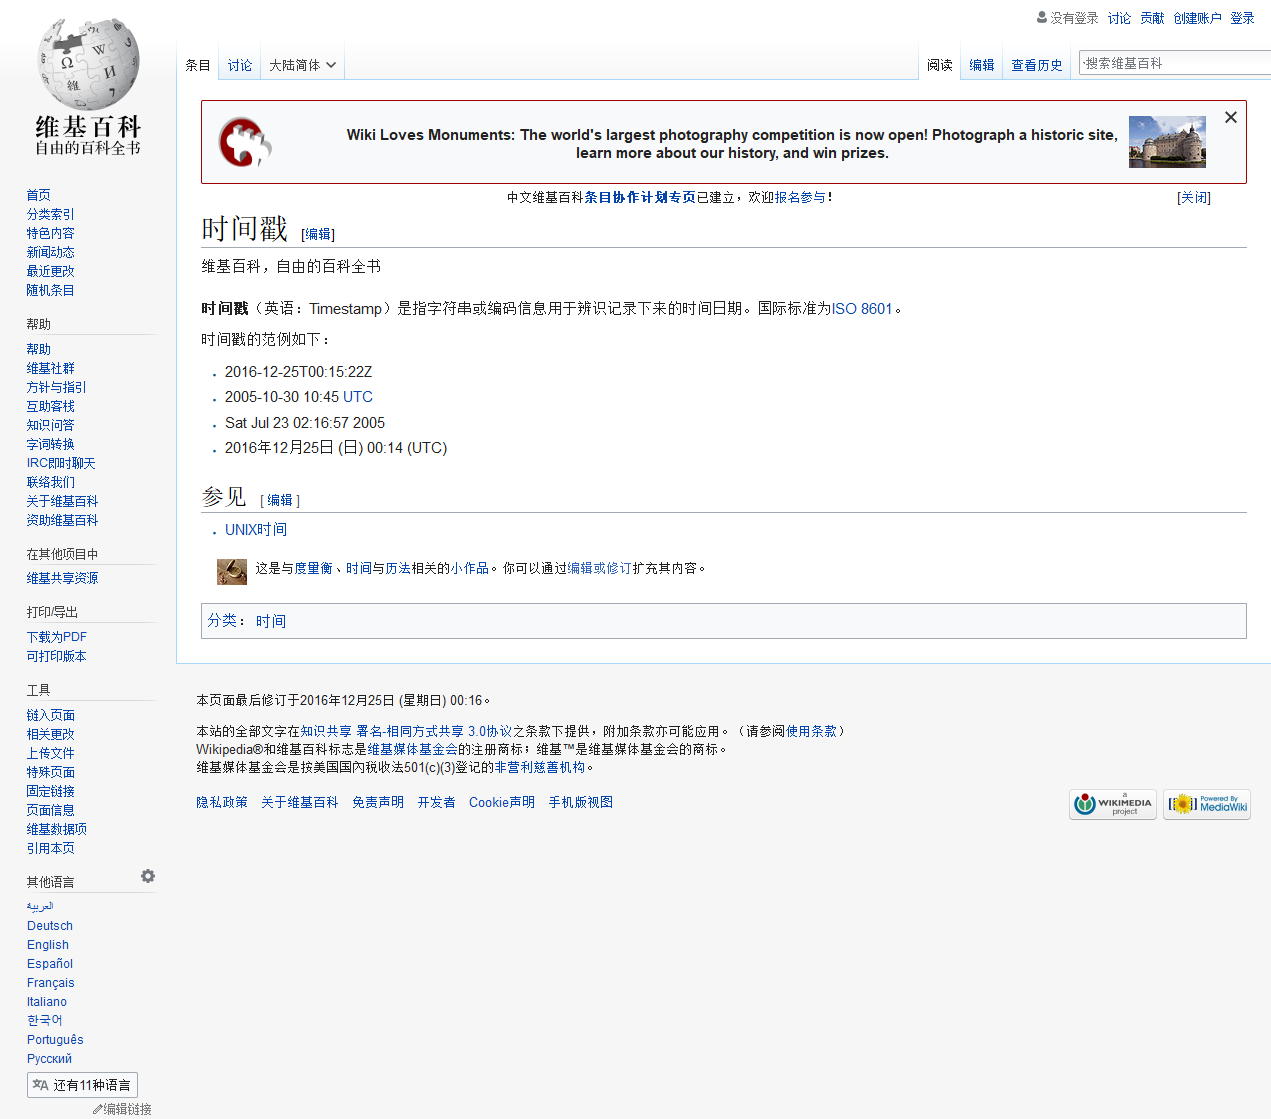 没有登录 讨论 贡献 创建账户 登录
条目 讨论 大陆简体 阅读 编辑 查看历史 搜索维基百科
维基百科
自由的百科全书
Wiki Loves Monuments: The world's largest photography competition is now open! Photograph a historic site,
learn more about our history, and win prizes.
中文维基百科条目协作计划专页已建立，欢迎报名参与！ [关闭]
时间戳 [编辑]
维基百科，自由的百科全书
时间戳（英语：Timestamp）是指字符串或编码信息用于辨识记录下来的时间日期。国际标准为ISO 8601。
时间戳的范例如下：
2016-12-25T00:15:22Z
2005-10-30 10:45 UTC
Sat Jul 23 02:16:57 2005
2016年12月25日 (日) 00:14 (UTC)
参见 [ 编辑 ]
UNIX时间
这是与度量衡、时间与历法相关的小作品。你可以通过编辑或修订扩充其内容。
分类： 时间
本页面最后修订于2016年12月25日 (星期日) 00:16。
本站的全部文字在知识共享 署名-相同方式共享 3.0协议之条款下提供，附加条款亦可能应用。（请参阅使用条款）
Wikipedia®和维基百科标志是维基媒体基金会的注册商标；维基™是维基媒体基金会的商标。
维基媒体基金会是按美国国內税收法501(c)(3)登记的非营利慈善机构。
隐私政策 关于维基百科 免责声明 开发者 Cookie声明 手机版视图
a
WIKIMEDIA
project
Powered By
MediaWiki
首页
分类索引
特色内容
新闻动态
最近更改
随机条目
帮助
帮助
维基社群
方针与指引
互助客栈
知识问答
字词转换
IRC即时聊天
联络我们
关于维基百科
资助维基百科
在其他项目中
维基共享资源
打印/导出
下载为PDF
可打印版本
工具
链入页面
相关更改
上传文件
特殊页面
固定链接
页面信息
维基数据项
引用本页
其他语言
العربية
Deutsch
English
Español
Français
Italiano
한국어
Português
Русский
还有11种语言
编辑链接